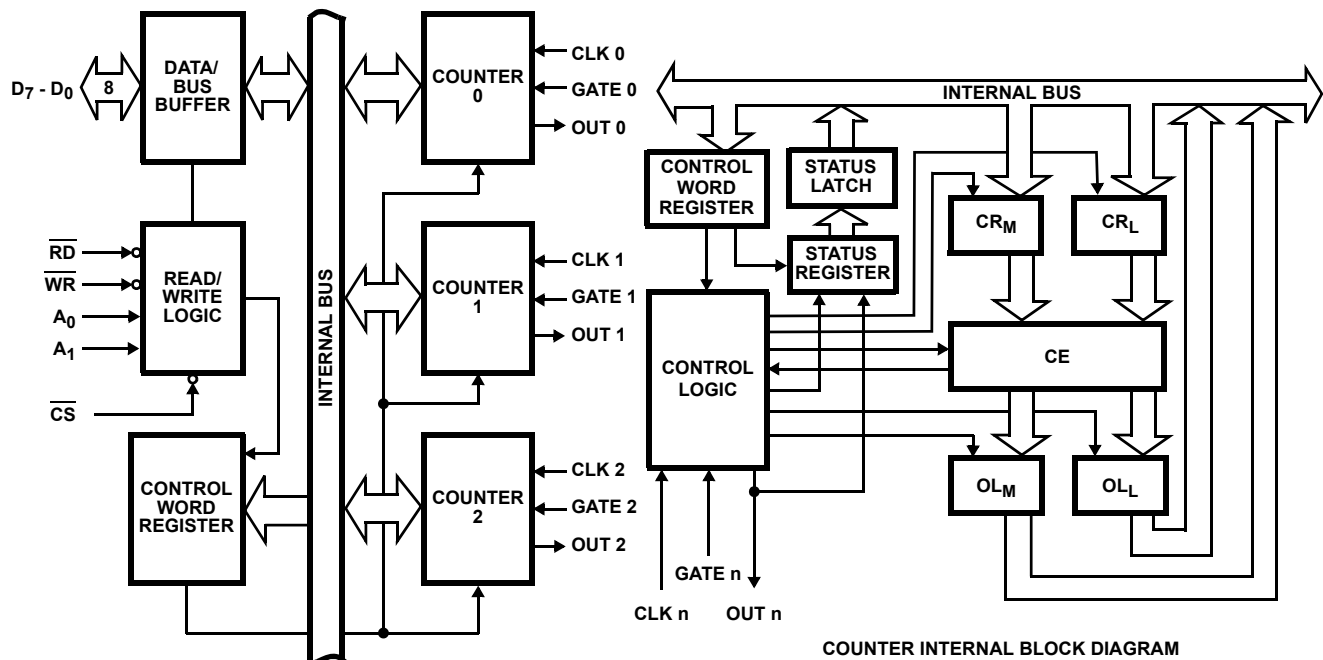 D7 - D0
8
DATA/
BUS
BUFFER
RD
WR
A0
A1
CS
READ/
WRITE
LOGIC
CONTROL
WORD
REGISTER
INTERNAL BUS
COUNTER
0
CLK 0
GATE 0
OUT 0
COUNTER
1
CLK 1
GATE 1
OUT 1
COUNTER
2
CLK 2
GATE 2
OUT 2
INTERNAL BUS
CONTROL
WORD
REGISTER
STATUS
LATCH
STATUS
REGISTER
CONTROL
LOGIC
CRM
CRL
CE
OLM
OLL
GATE n
CLK n
OUT n
COUNTER INTERNAL BLOCK DIAGRAM